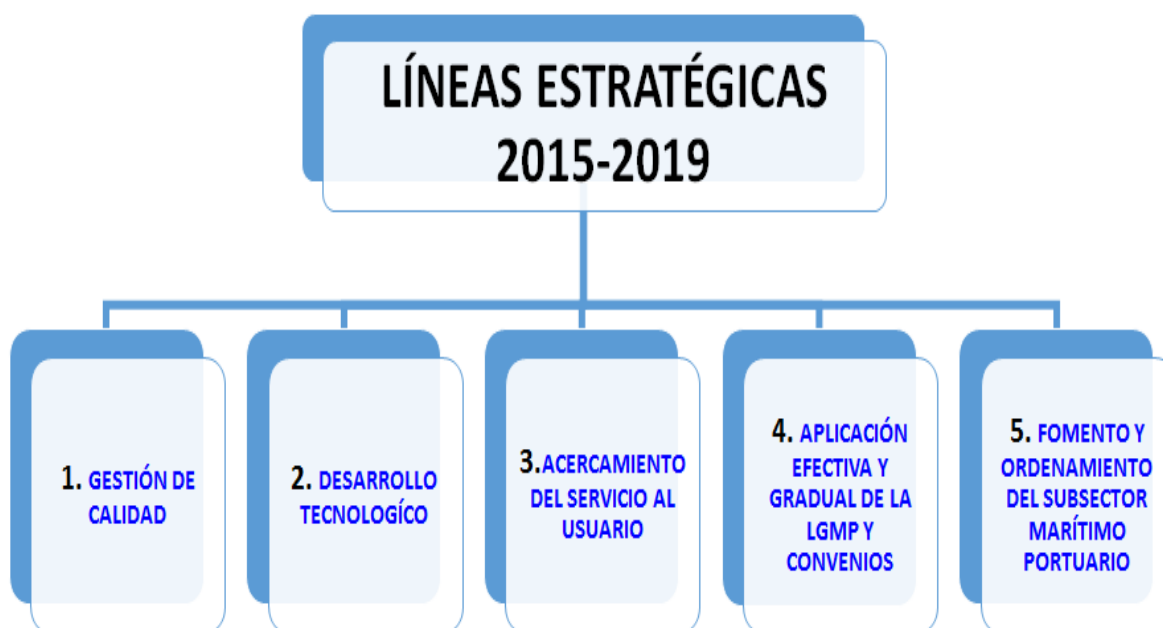 LÍNEAS ESTRATÉGICAS
2015-2019
1. GESTIÓN DE
CALIDAD
2. DESARROLLO
TECNOLOGÍCO
3.ACERCAMIENTO
DEL SERVICIO AL
USUARIO
4. APLICACIÓN
EFECTIVA Y
GRADUAL DE LA
LGMP Y
CONVENIOS
5. FOMENTO Y
ORDENAMIENTO
DEL SUBSECTOR
MARÍTIMO
PORTUARIO